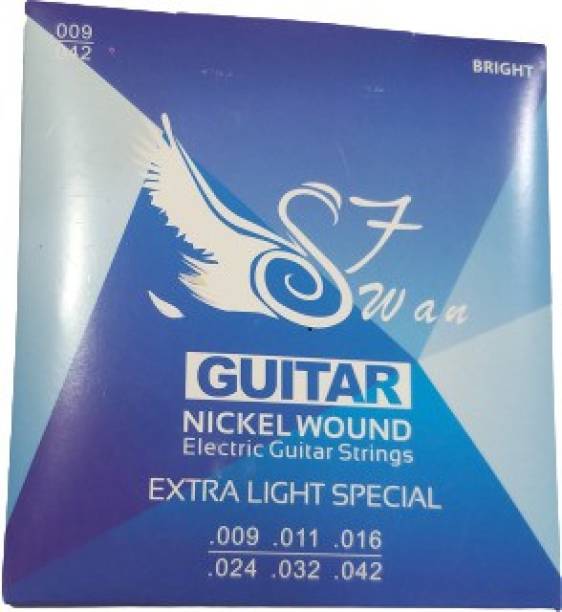 .009
.042
BRIGHT
SF
wan
GUITAR
NICKEL WOUND
Electric Guitar Strings
EXTRA LIGHT SPECIAL
.009 .011 .016
.024 .032 .042